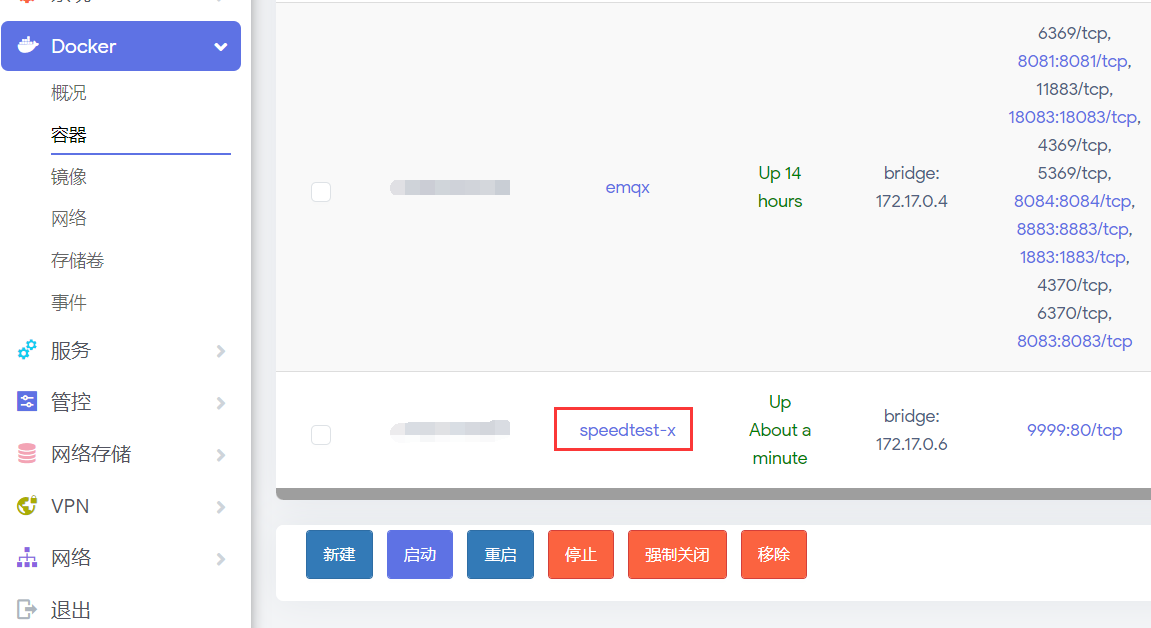 Docker
概况
容器
镜像
网络
存储卷
事件
服务
管控
网络存储
VPN
网络
退出
emqx
Up 14
hours
bridge:
172.17.0.4
6369/tcp,
8081:8081/tcp,
11883/tcp,
18083:18083/tcp,
4369/tcp,
5369/tcp,
8084:8084/tcp,
8883:8883/tcp,
1883:1883/tcp,
4370/tcp,
6370/tcp,
8083:8083/tcp
speedtest-x
Up
About a
minute
bridge:
172.17.0.6
9999:80/tcp
新建 启动 重启 停止 强制关闭 移除